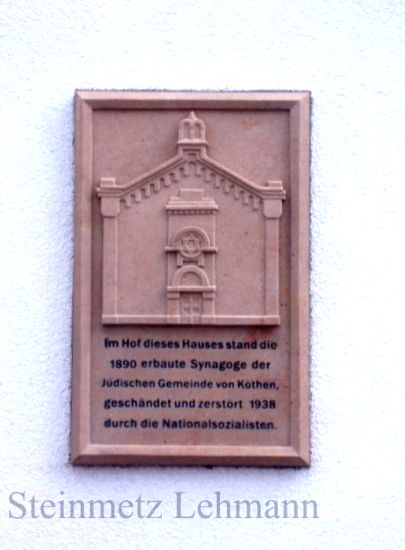 Im Hof dieses Hauses stand die
1890 erbaute Synagoge der
Jüdischen Gemeinde von Köthen,
geschändet und zerstört 1938
durch die Nationalsozialisten.
Steinmetz Lehmann